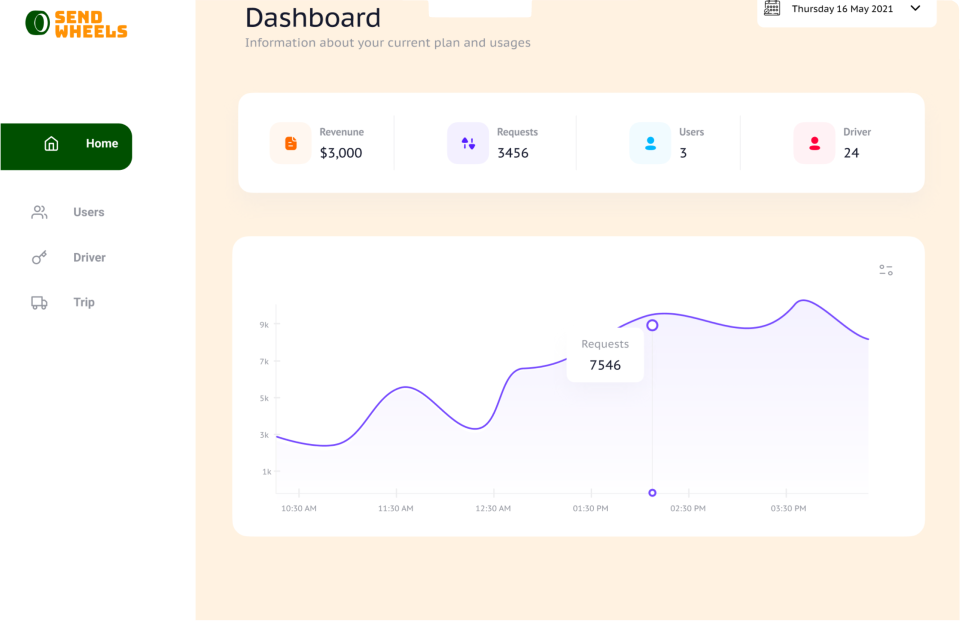 SEND
WHEELS
Dashboard
Information about your current plan and usages
Thursday 16 May 2021
Home
Users
Driver
Trip
Revenune
$3,000
Requests
3456
Users
3
Driver
24
9k
7k
5k
3k
1k
Requests
7546
10:30 AM
11:30 AM
12:30 AM
01:30 PM
02:30 PM
03:30 PM